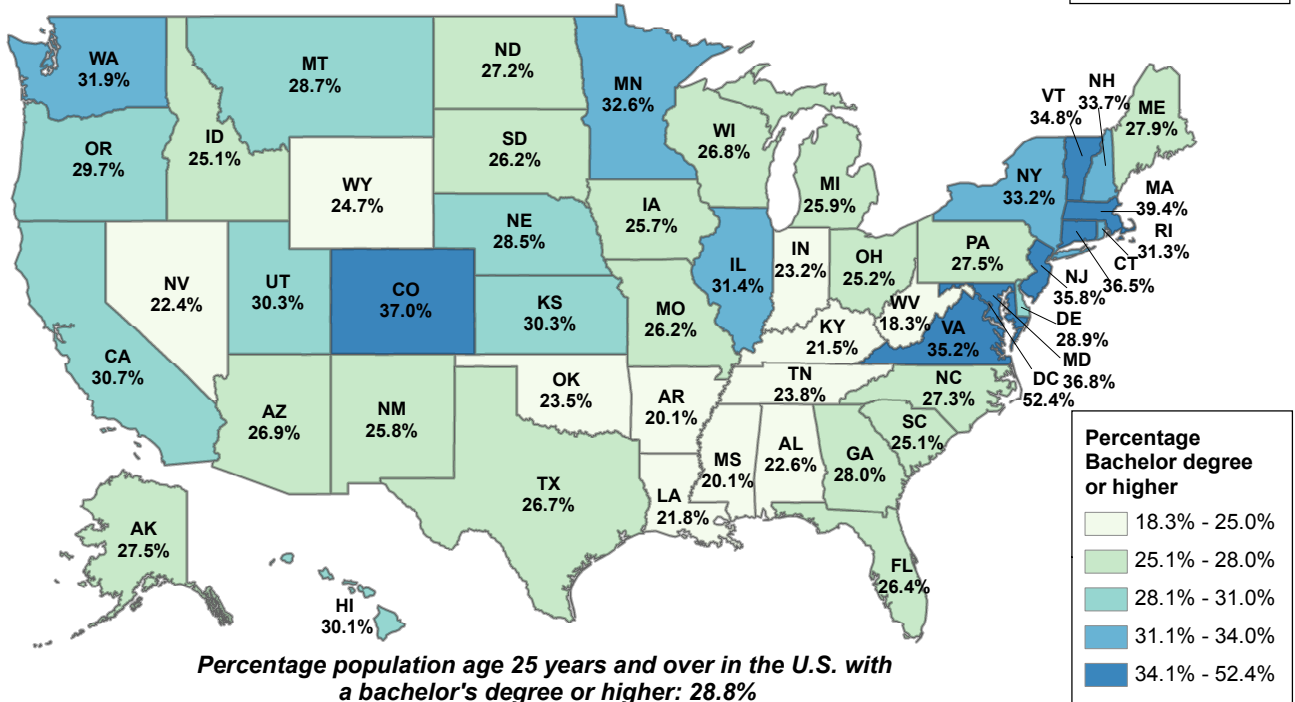 WA
31.9%
MT
28.7%
ND
27.2%
MN
32.6%
VT
34.8%
NH
33.7%
ME
27.9%
OR
29.7%
ID
25.1%
WY
24.7%
SD
26.2%
WI
26.8%
MI
25.9%
NY
33.2%
MA
39.4%
RI
31.3%
CT
36.5%
NV
22.4%
UT
30.3%
CO
37.0%
NE
28.5%
IA
25.7%
IL
31.4%
IN
23.2%
OH
25.2%
PA
27.5%
NJ
35.8%
DE
28.9%
MD
36.8%
DC
52.4%
CA
30.7%
KS
30.3%
MO
26.2%
KY
21.5%
WV
18.3%
VA
35.2%
AZ
26.9%
NM
25.8%
OK
23.5%
AR
20.1%
TN
23.8%
NC
27.3%
SC
25.1%
TX
26.7%
LA
21.8%
MS
20.1%
AL
22.6%
GA
28.0%
FL
26.4%
AK
27.5%
HI
30.1%
Percentage
Bachelor degree
or higher
18.3% - 25.0%
25.1% - 28.0%
28.1% - 31.0%
31.1% - 34.0%
34.1% - 52.4%
Percentage population age 25 years and over in the U.S. with
a bachelor's degree or higher: 28.8%